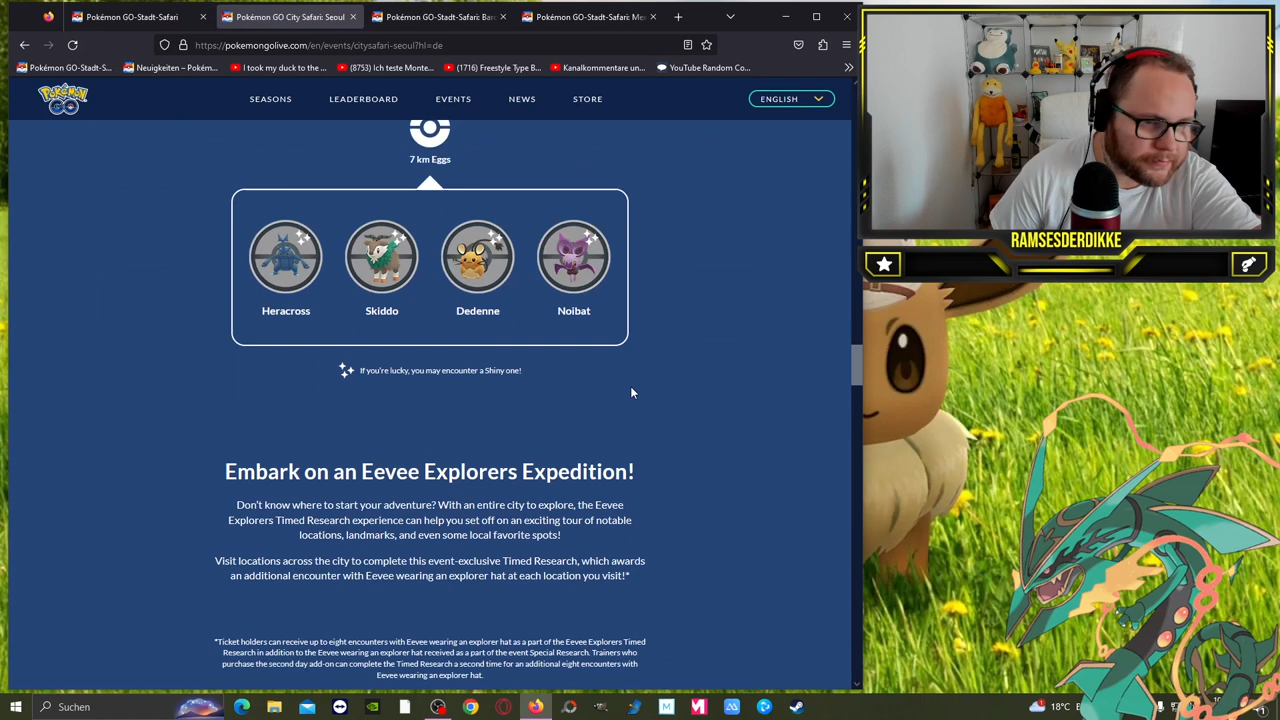 Pokémon GO-Stadt-Safari
Pokémon GO City Safari: Seoul
Pokémon GO-Stadt-Safari: Barc
Pokémon GO-Stadt-Safari: Mex
https://pokemongolive.com/en/events/citysafari-seoul?hl=de
Pokémon GO-Stadt-S...
Neuigkeiten – Pokém...
I took my duck to the ...
(8753) Ich teste Monte...
(1716) Freestyle Type B...
Kanalkommentare un...
YouTube Random Co...
Pokémon GO
SEASONS
LEADERBOARD
EVENTS
NEWS
STORE
ENGLISH
7 km Eggs
Heracross
Skiddo
Dedenne
Noibat
If you're lucky, you may encounter a Shiny one!
Embark on an Eevee Explorers Expedition!
Don't know where to start your adventure? With an entire city to explore, the Eevee
Explorers Timed Research experience can help you set off on an exciting tour of notable
locations, landmarks, and even some local favorite spots!
Visit locations across the city to complete this event-exclusive Timed Research, which awards
an additional encounter with Eevee wearing an explorer hat at each location you visit!*
*Ticket holders can receive up to eight encounters with Eevee wearing an explorer hat as a part of the Eevee Explorers Timed
Research in addition to the Eevee wearing an explorer hat received as a part of the event Special Research. Trainers who
purchase the second day add-on can complete the Timed Research a second time for an additional eight encounters with
Eevee wearing an explorer hat.
RAMSESDERDIKKE
Suchen
18°C